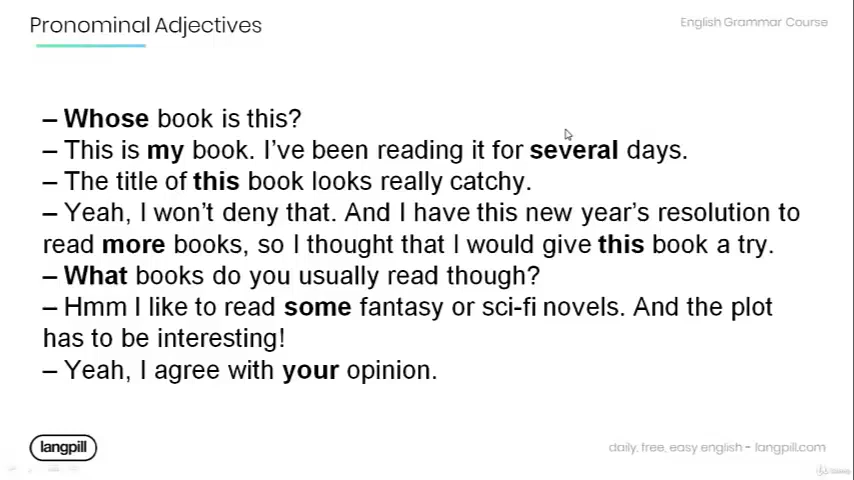 Pronominal Adjectives
English Grammar Course
– Whose book is this?
– This is my book. I’ve been reading it for several days.
– The title of this book looks really catchy.
– Yeah, I won’t deny that. And I have this new year’s resolution to
read more books, so I thought that I would give this book a try.
– What books do you usually read though?
– Hmm I like to read some fantasy or sci-fi novels. And the plot
has to be interesting!
– Yeah, I agree with your opinion.
langpill
daily, free, easy english - langpill.com